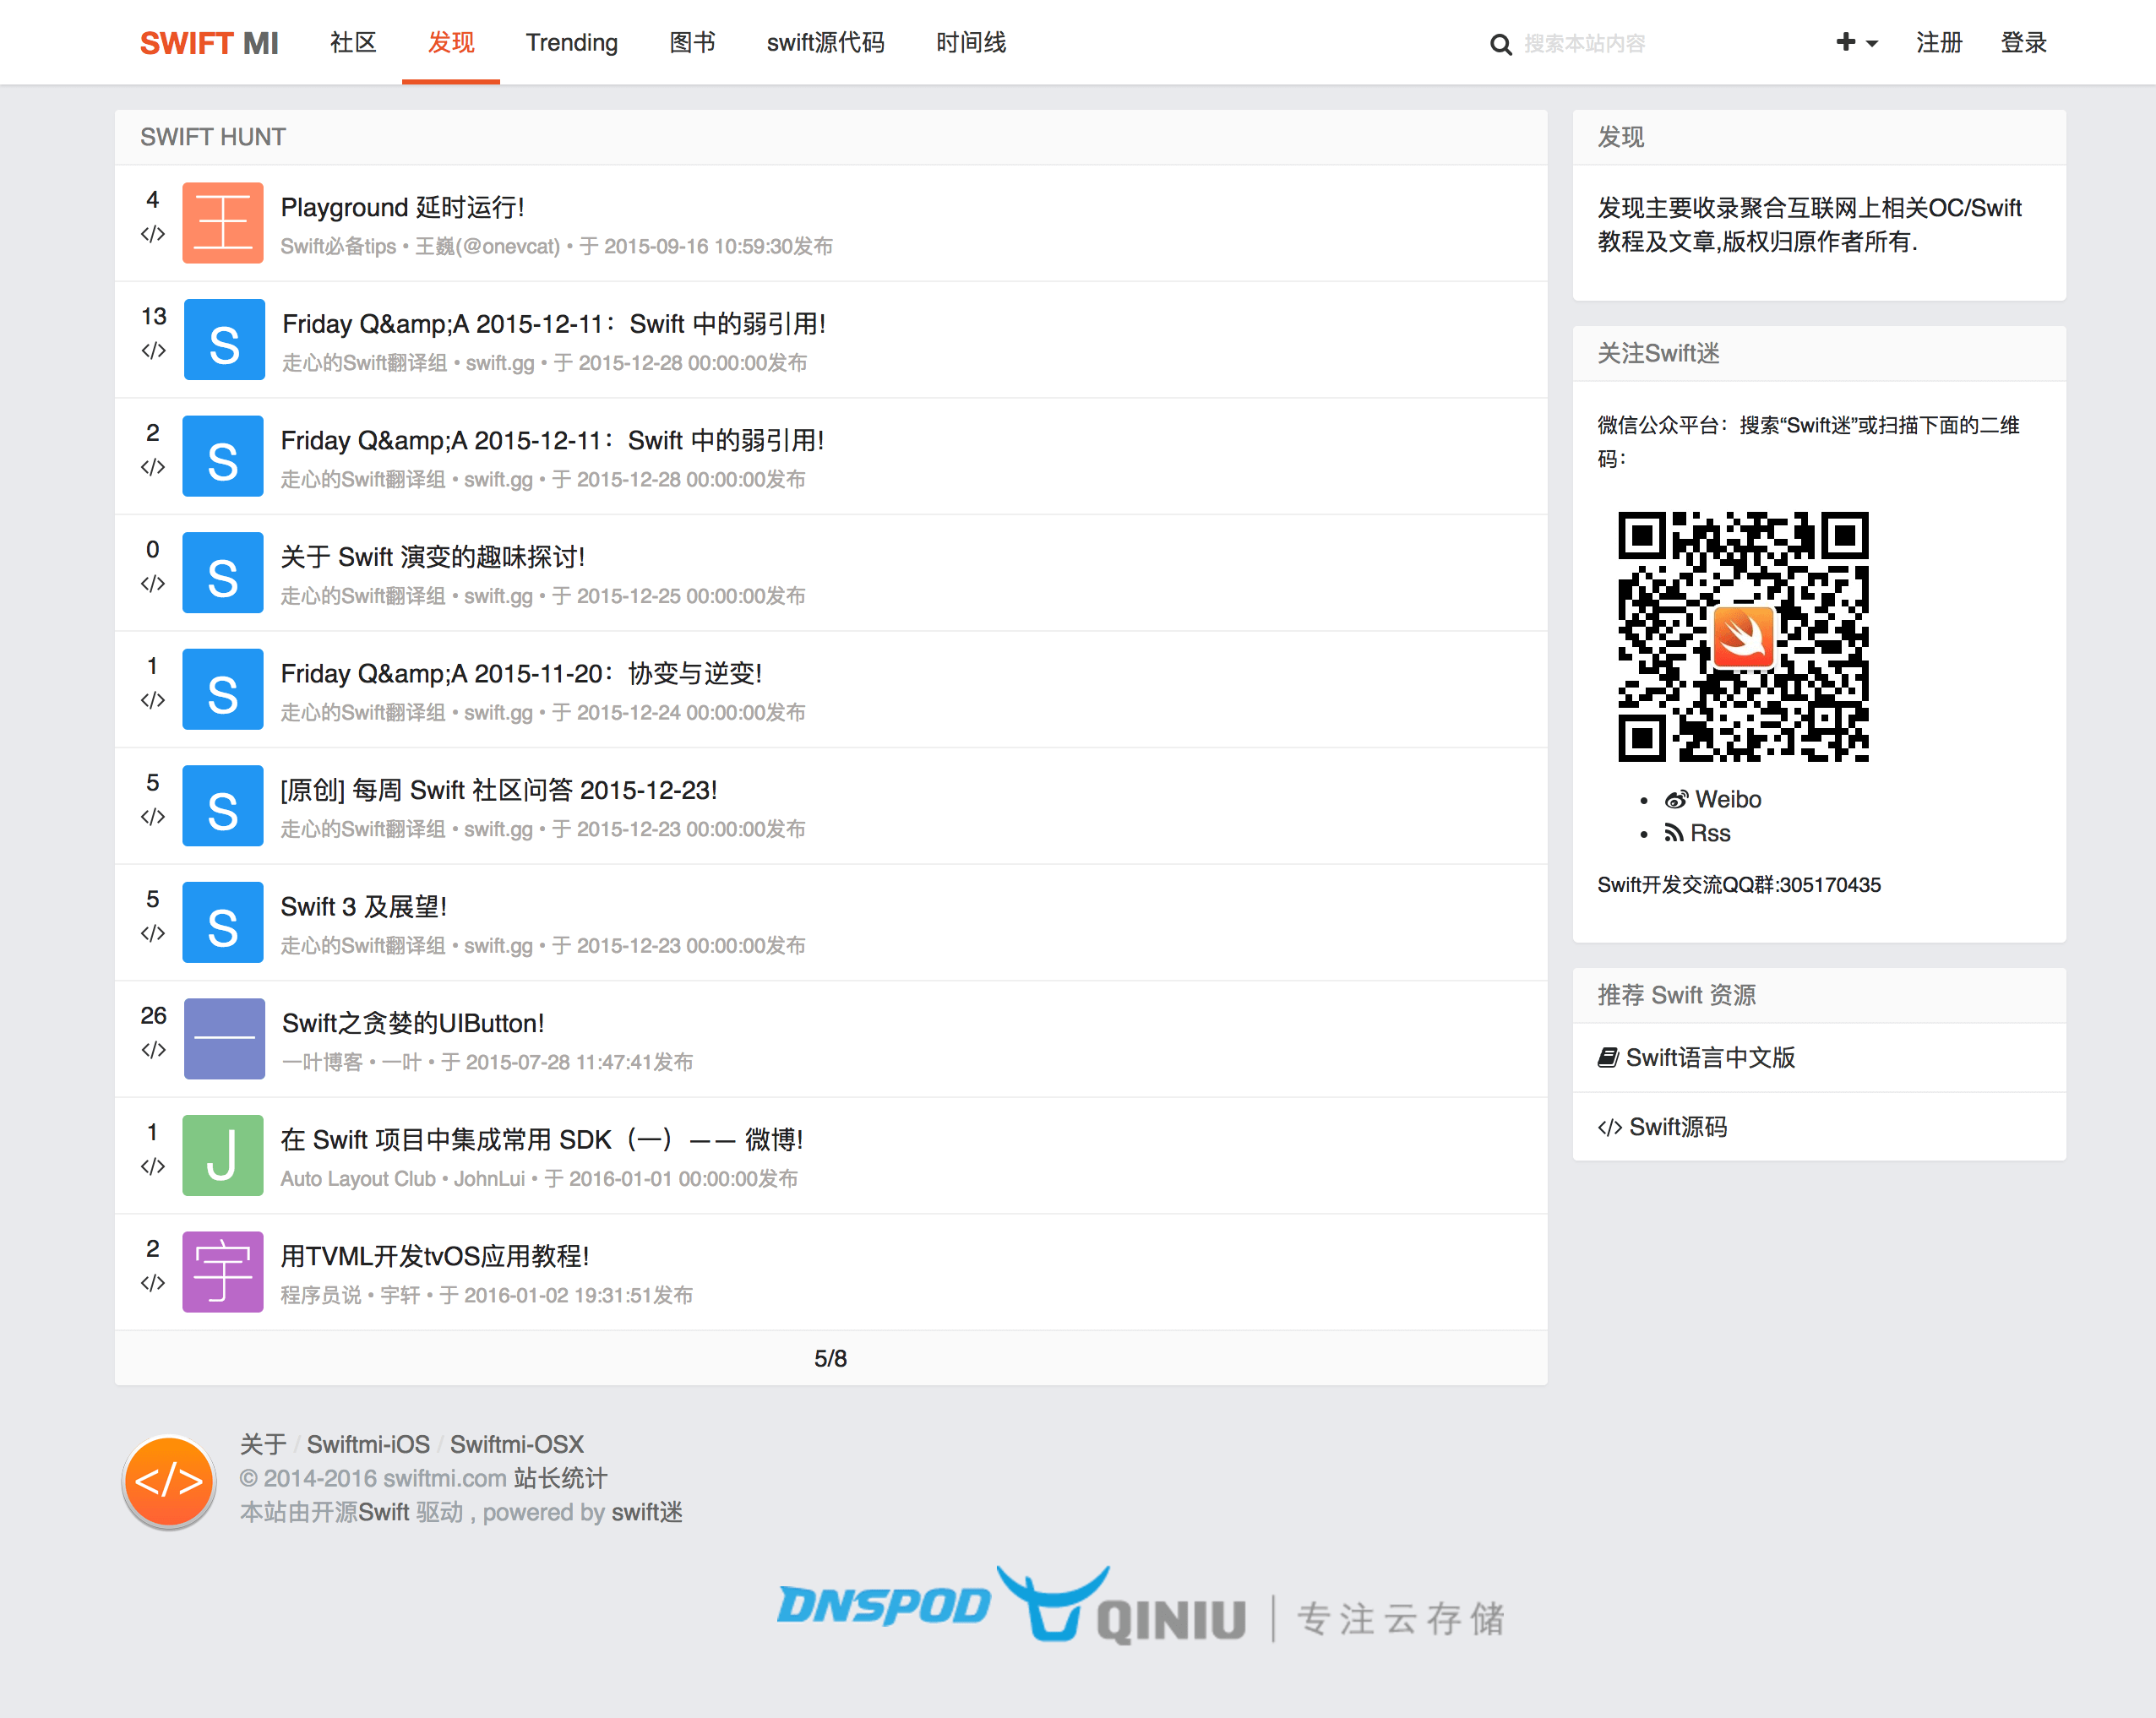 SWIFT MI 社区 发现 Trending 图书 swift源代码 时间线 搜索本站内容 注册 登录
SWIFT HUNT
4 王 Playground 延时运行!
</> Swift必备tips • 王巍(@onevcat) • 于 2015-09-16 10:59:30发布
13 S Friday Q&amp;A 2015-12-11：Swift 中的弱引用!
</> 走心的Swift翻译组 • swift.gg • 于 2015-12-28 00:00:00发布
2 S Friday Q&amp;A 2015-12-11：Swift 中的弱引用!
</> 走心的Swift翻译组 • swift.gg • 于 2015-12-28 00:00:00发布
0 S 关于 Swift 演变的趣味探讨!
</> 走心的Swift翻译组 • swift.gg • 于 2015-12-25 00:00:00发布
1 S Friday Q&amp;A 2015-11-20：协变与逆变!
</> 走心的Swift翻译组 • swift.gg • 于 2015-12-24 00:00:00发布
5 S [原创] 每周 Swift 社区问答 2015-12-23!
</> 走心的Swift翻译组 • swift.gg • 于 2015-12-23 00:00:00发布
5 S Swift 3 及展望!
</> 走心的Swift翻译组 • swift.gg • 于 2015-12-23 00:00:00发布
26 一 Swift之贪婪的UIButton!
</> 一叶博客 • 一叶 • 于 2015-07-28 11:47:41发布
1 J 在 Swift 项目中集成常用 SDK（一）—— 微博!
</> Auto Layout Club • JohnLui • 于 2016-01-01 00:00:00发布
2 宇 用TVML开发tvOS应用教程!
</> 程序员说 • 宇轩 • 于 2016-01-02 19:31:51发布
5/8
发现
发现主要收录聚合互联网上相关OC/Swift
教程及文章,版权归原作者所有.
关注Swift迷
微信公众平台：搜索“Swift迷”或扫描下面的二维
码：
• Weibo
• Rss
Swift开发交流QQ群:305170435
推荐 Swift 资源
Swift语言中文版
</> Swift源码
</>
关于 / Swiftmi-iOS / Swiftmi-OSX
© 2014-2016 swiftmi.com 站长统计
本站由开源Swift 驱动 , powered by swift迷
DNSPOD QINIU | 专注云存储